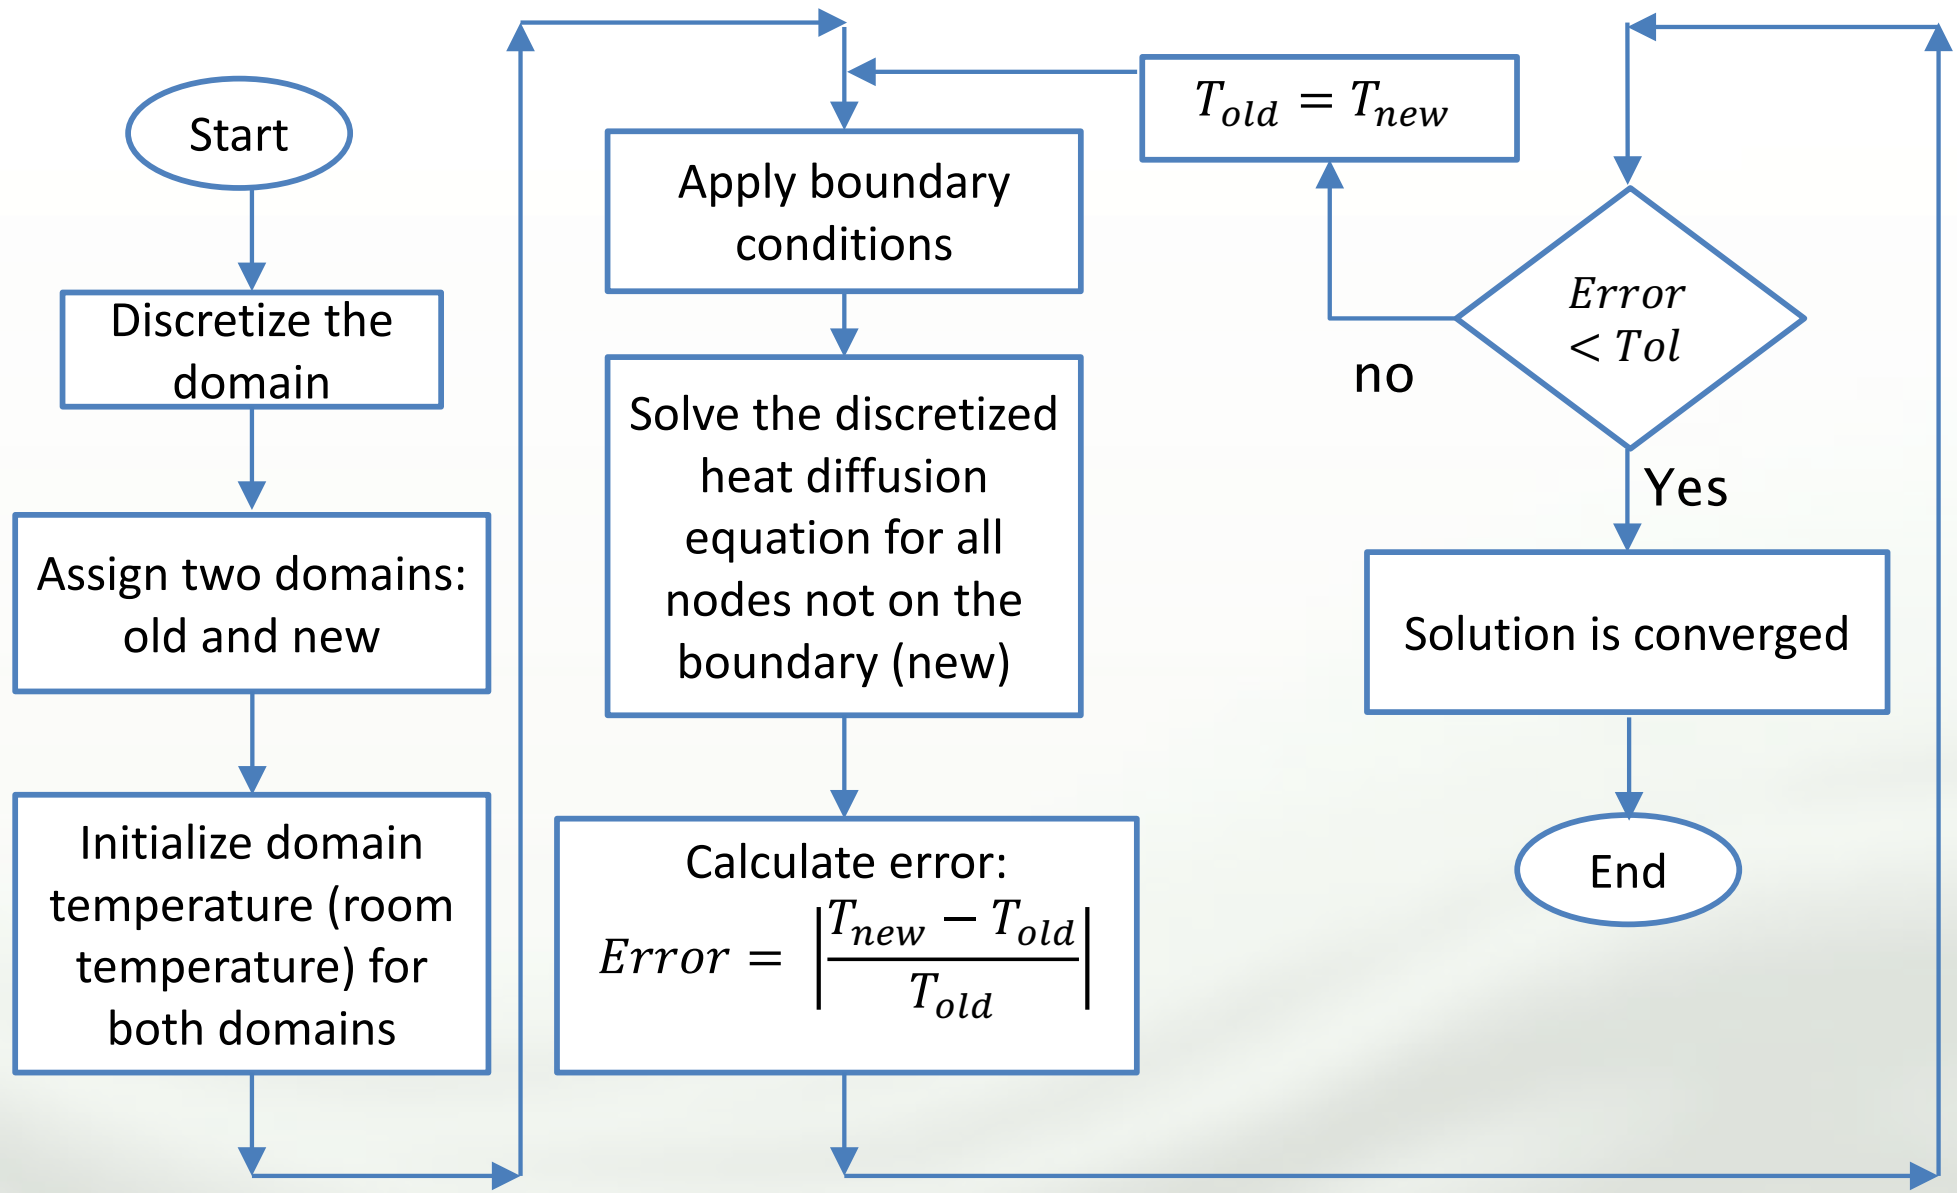 Start
Discretize the
domain
Assign two domains:
old and new
Initialize domain
temperature (room
temperature) for
both domains
Apply boundary
conditions
Solve the discretized
heat diffusion
equation for all
nodes not on the
boundary (new)
Calculate error:
Error = |(T_new − T_old)/T_old|
T_old = T_new
Error
< Tol
no
Yes
Solution is converged
End